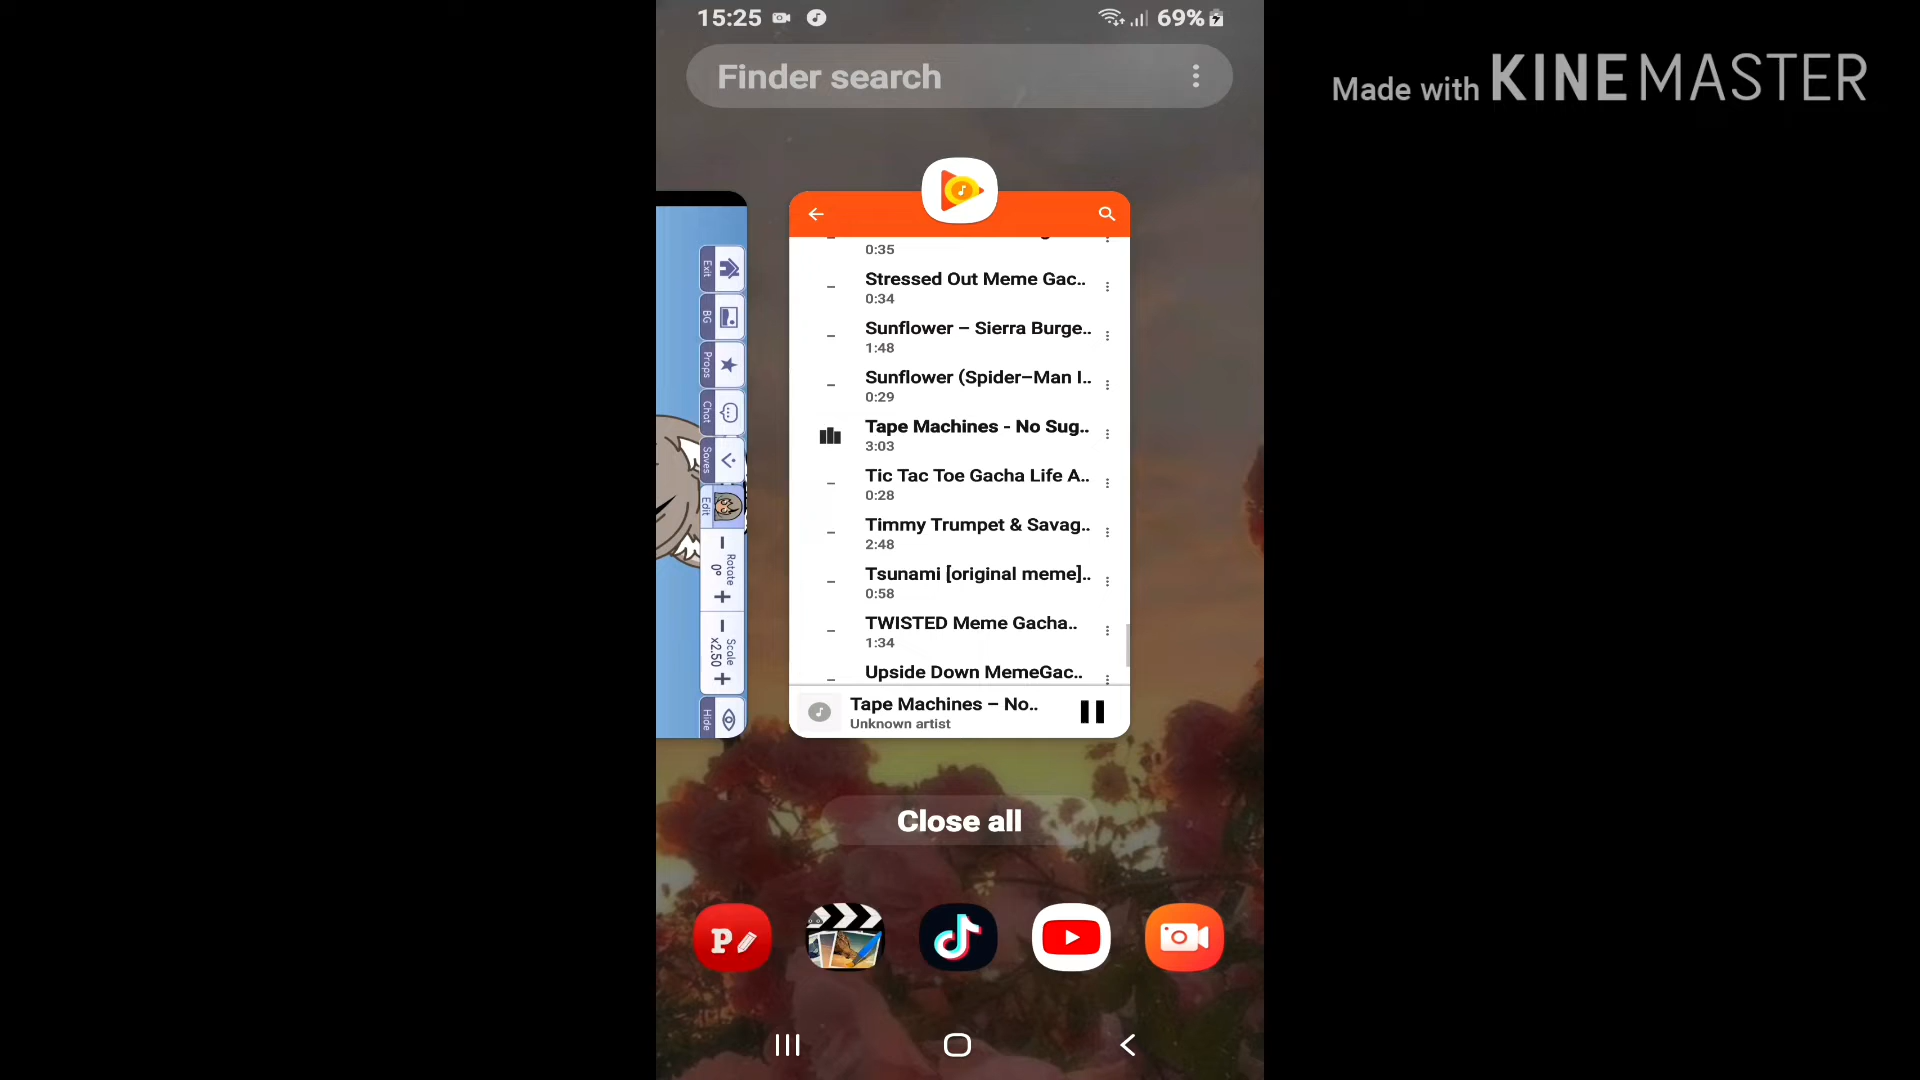 15:25
69%
Finder search
Made with KINEMASTER
0:35
Stressed Out Meme Gac..
0:34
Sunflower – Sierra Burge..
1:48
Sunflower (Spider–Man I..
0:29
Tape Machines - No Sug..
3:03
Tic Tac Toe Gacha Life A..
0:28
Timmy Trumpet & Savag..
2:48
Tsunami [original meme]..
0:58
TWISTED Meme Gacha..
1:34
Upside Down MemeGac..
Tape Machines – No..
Unknown artist
Exit
BG
Props
Chat
Saves
Edit
Rotate
0°
Scale
x2.50
Hide
Close all
P